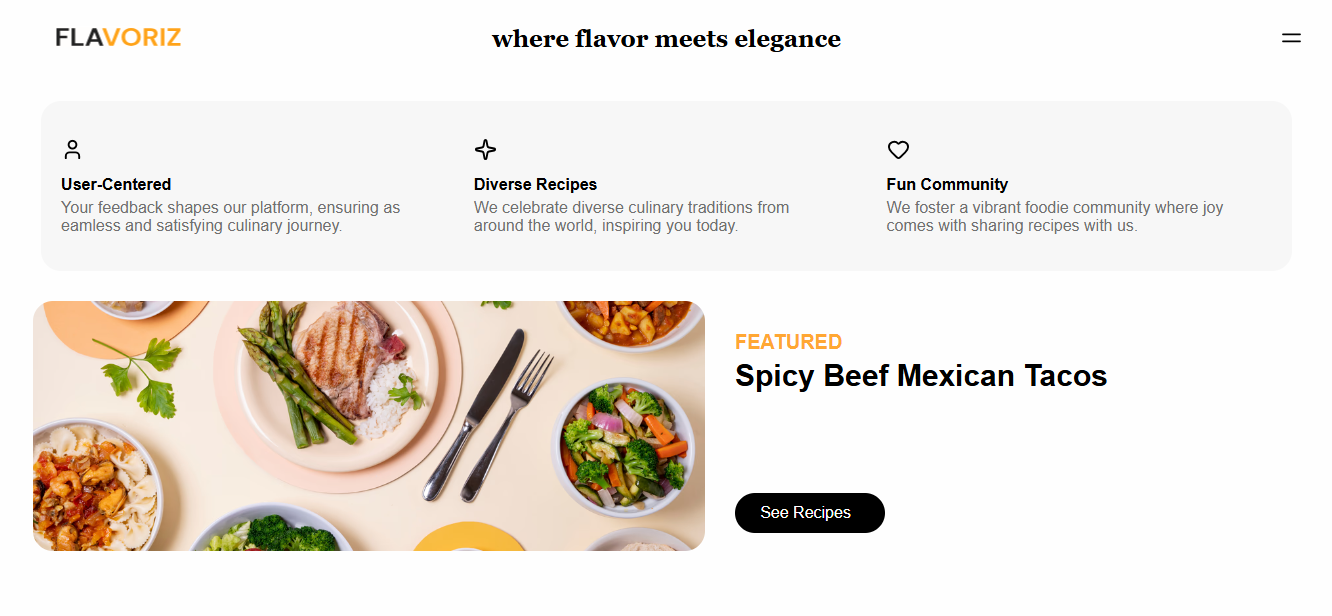 FLAVORIZ
where flavor meets elegance
User-Centered
Your feedback shapes our platform, ensuring as
eamless and satisfying culinary journey.
Diverse Recipes
We celebrate diverse culinary traditions from
around the world, inspiring you today.
Fun Community
We foster a vibrant foodie community where joy
comes with sharing recipes with us.
FEATURED
Spicy Beef Mexican Tacos
See Recipes